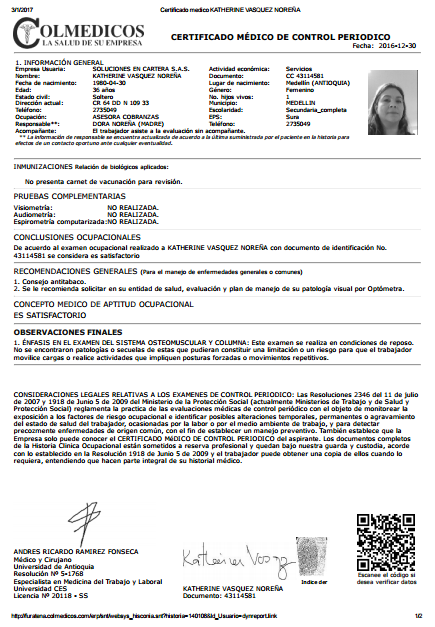 3/1/2017 Certificado medico KATHERINE VASQUEZ NOREÑA
COLMEDICOS
LA SALUD DE SU EMPRESA
CERTIFICADO MÉDICO DE CONTROL PERIODICO
Fecha: 2016-12-30
1. INFORMACIÓN GENERAL
Empresa Usuaria: SOLUCIONES EN CARTERA S.A.S. Actividad económica: Servicios
Nombre: KATHERINE VASQUEZ NOREÑA Documento: CC 43114581
Fecha de nacimiento: 1980-04-30 Lugar de nacimiento: Medellín (ANTIOQUIA)
Edad: 36 años Género: Femenino
Estado civil: Soltero No. hijos vivos: 1
Dirección actual: CR 64 DD N 109 33 Municipio: MEDELLIN
Teléfono: 2735049 Escolaridad: Secundaria_completa
Ocupación: ASESORA COBRANZAS EPS: Sura
Responsable**: DORA NOREÑA (MADRE) Teléfono: 2735049
Acompañante: El trabajador asiste a la evaluación sin acompañante.
** La información de responsable se encuentra actualizada de acuerdo a la última suministrada por el paciente en la historia para
efectos de un contacto oportuno ante cualquier eventualidad.
INMUNIZACIONES Relación de biológicos aplicados:
No presenta carnet de vacunación para revisión.
PRUEBAS COMPLEMENTARIAS
Visiometría: NO REALIZADA.
Audiometría: NO REALIZADA.
Espirometría computarizada: NO REALIZADA.
CONCLUSIONES OCUPACIONALES
De acuerdo al examen ocupacional realizado a KATHERINE VASQUEZ NOREÑA con documento de identificación No.
43114581 se considera es satisfactorio
RECOMENDACIONES GENERALES (Para el manejo de enfermedades generales o comunes)
1. Consejo antitabaco.
2. Se le recomienda solicitar en su entidad de salud, evaluación y plan de manejo de su patología visual por Optómetra.
CONCEPTO MEDICO DE APTITUD OCUPACIONAL
ES SATISFACTORIO
OBSERVACIONES FINALES
1. ÉNFASIS EN EL EXAMEN DEL SISTEMA OSTEOMUSCULAR Y COLUMNA: Este examen se realiza en condiciones de reposo.
No se encontraron patologías o secuelas de estas que pudieran constituir una limitación o un riesgo para que el trabajador
movilice cargas o realice actividades que impliquen posturas forzadas o movimientos repetitivos.
CONSIDERACIONES LEGALES RELATIVAS A LOS EXAMENES DE CONTROL PERIODICO: Las Resoluciones 2346 del 11 de julio
de 2007 y 1918 de Junio 5 de 2009 del Ministerio de la Protección Social (actualmente Ministerios de Trabajo y de Salud y
Protección Social) reglamenta la practica de las evaluaciones médicas de control periódico con el objeto de monitorear la
exposición a los factores de riesgo ocupacional e identificar posibles alteraciones temporales, permanentes o agravamiento
del estado de salud del trabajador, ocasionadas por la labor o por el medio ambiente de trabajo, y para detectar
precozmente enfermedades de origen común, con el fin de establecer un manejo preventivo. También establece que la
Empresa solo puede conocer el CERTIFICADO MéDICO DE CONTROL PERIODICO del aspirante. Los documentos completos
de la Historia Clínica Ocupacional están sometidos a reserva profesional y quedan bajo nuestra guarda y custodia, acorde
con lo establecido en la Resolución 1918 de Junio 5 de 2009 y el trabajador puede obtener una copia de ellos cuando lo
requiera, entendiendo que hacen parte integral de su historial médico.
Katheriner
ANDRES RICARDO RAMIREZ FONSECA
Médico y Cirujano
Universidad de Antioquia
Resolución Nº 5-1768
Especialista en Medicina del Trabajo y Laboral
Universidad CES
Licencia N° 20118 - SS
KATHERINE VASQUEZ NOREÑA
Documento: 43114581
Indice der
Escanee el código si
desea verificar datos
http://furatena.colmedicos.com/erp/snt/websys_hisconia.snt?historia=140108&ld_Usuario=dynreport.link 1/2